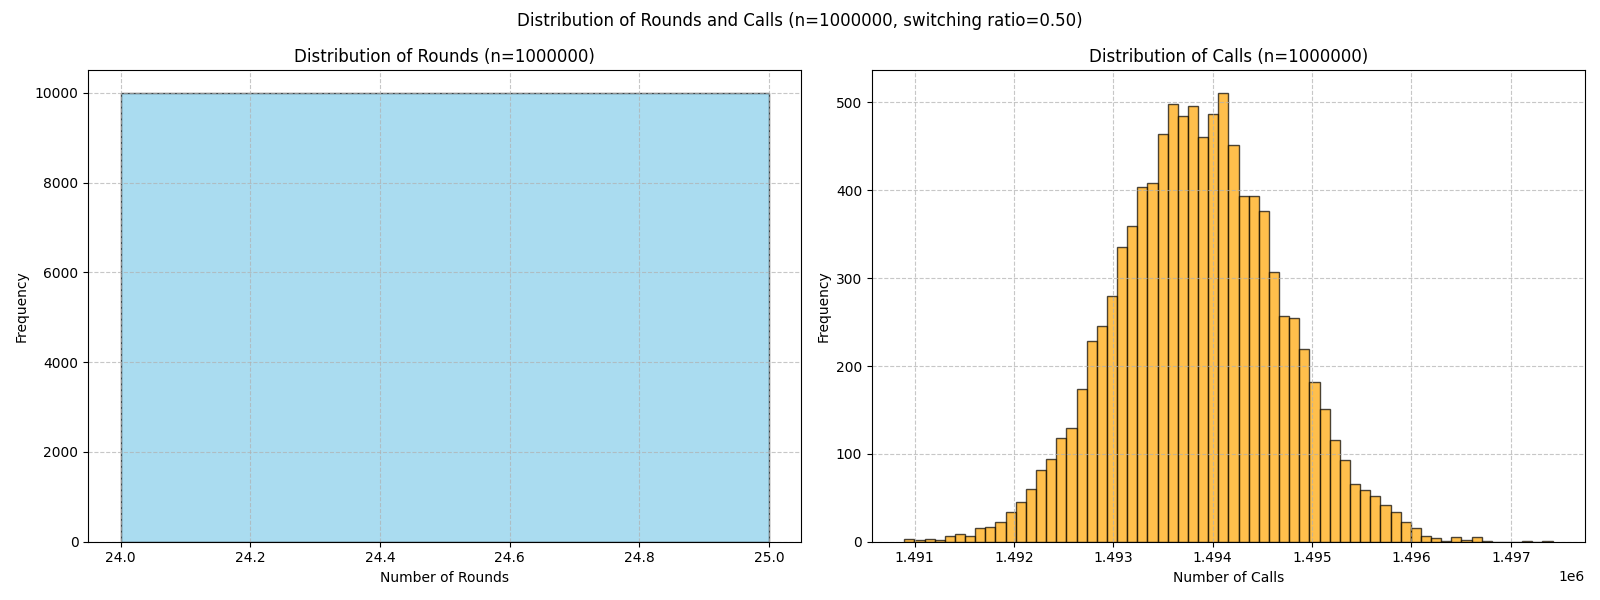 Distribution of Rounds and Calls (n=1000000, switching ratio=0.50)
Distribution of Rounds (n=1000000)
Frequency
10000
8000
6000
4000
2000
0
24.0 24.2 24.4 24.6 24.8 25.0
Number of Rounds
Distribution of Calls (n=1000000)
Frequency
500
400
300
200
100
0
1.491 1.492 1.493 1.494 1.495 1.496 1.497
1e6
Number of Calls